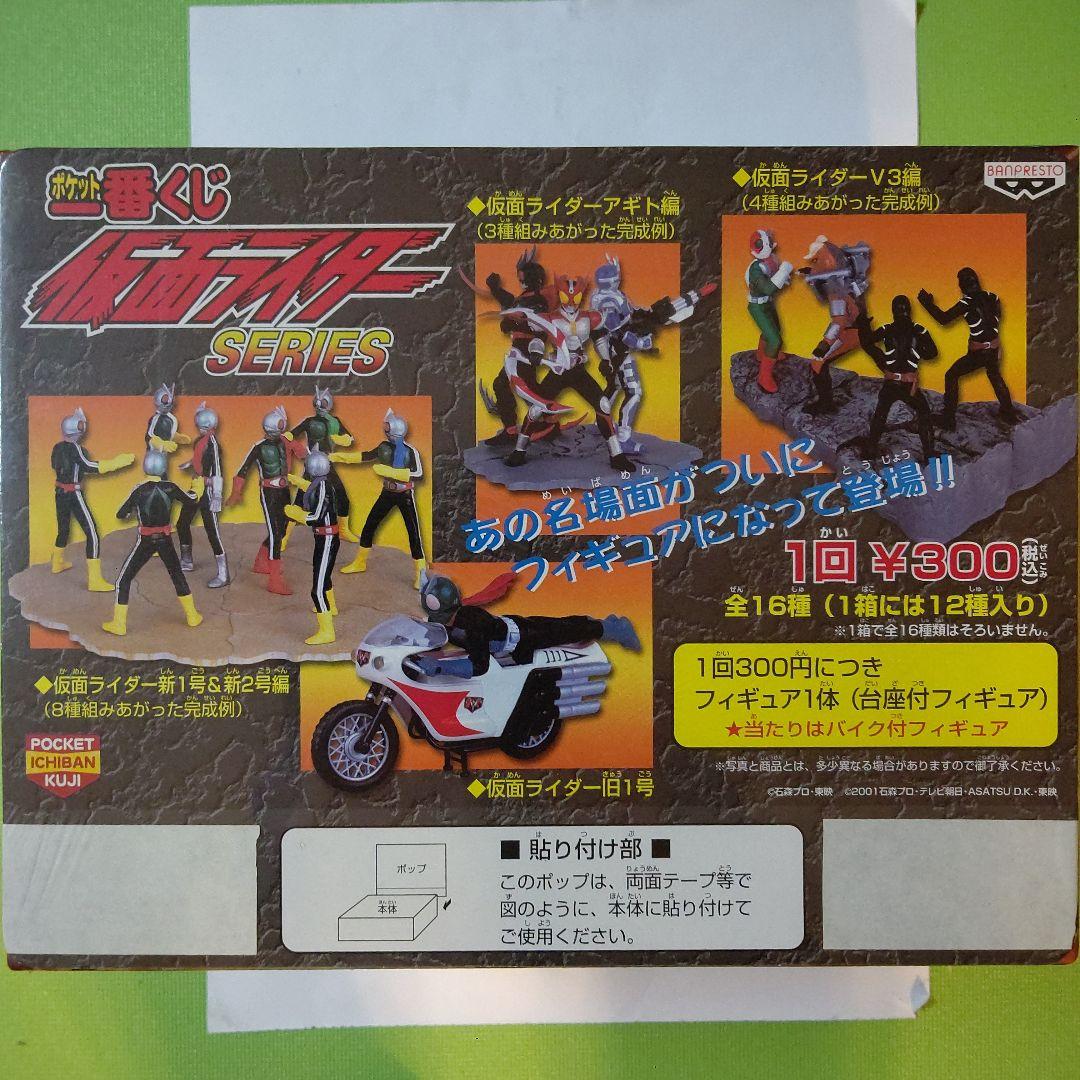 ポケット一番くじ
仮面ライダー
SERIES
◆仮面ライダーアギト編
(3種組みあがった完成例)
◆仮面ライダーV3編
(4種組みあがった完成例)
BANPRESTO
あの名場面がついに
フィギュアになって登場!!
1回¥300(税込)
全16種(1箱には12種入り)
※1箱で全16種類はそろいません。
1回300円につき
フィギュア1体(台座付フィギュア)
★当たりはバイク付フィギュア
※写真と商品とは、多少異なる場合がありますので御了承ください。
©石森プロ・東映 ©2001石森プロ・テレビ朝日・ASATSU D.K.・東映
◆仮面ライダー新1号&新2号編
(8種組みあがった完成例)
POCKET
ICHIBAN
KUJI
◆仮面ライダー旧1号
ポップ
本体
■ 貼り付け部 ■
このポップは、両面テープ等で
図のように、本体に貼り付けて
ご使用ください。